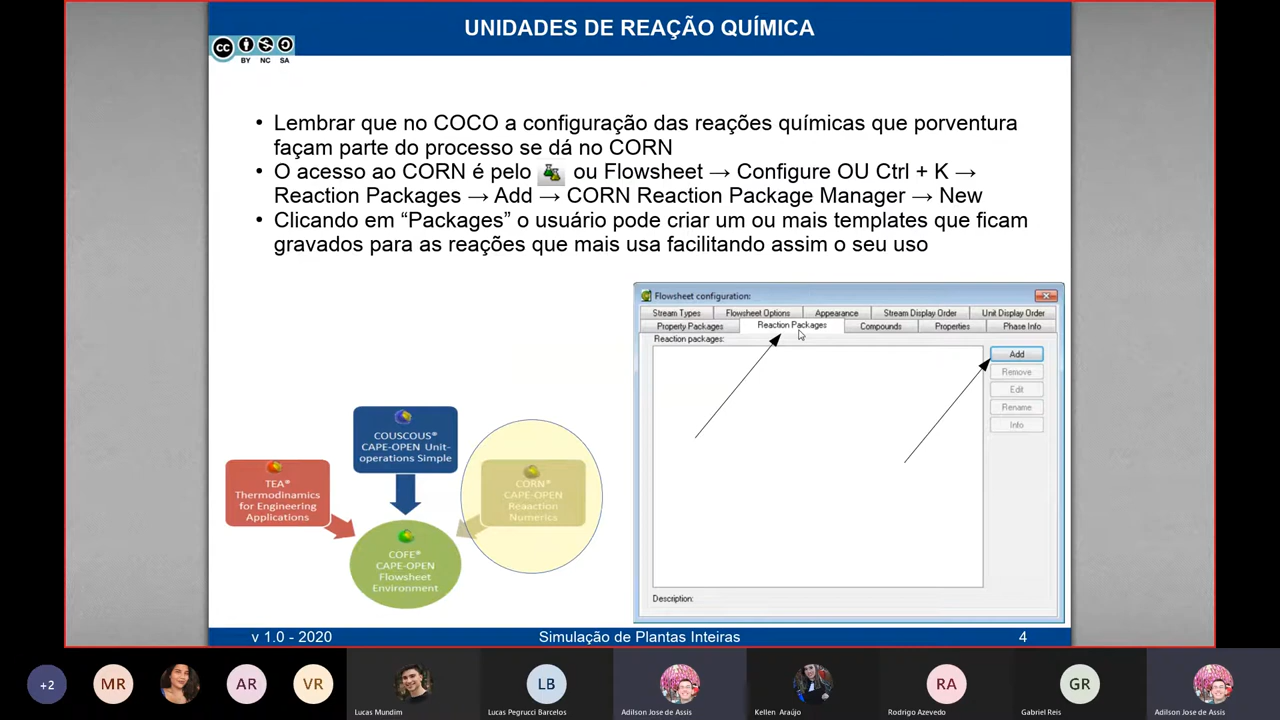 UNIDADES DE REAÇÃO QUÍMICA
cc
BY NC SA
• Lembrar que no COCO a configuração das reações químicas que porventura
façam parte do processo se dá no CORN
• O acesso ao CORN é pelo ou Flowsheet → Configure OU Ctrl + K →
Reaction Packages → Add → CORN Reaction Package Manager → New
• Clicando em “Packages” o usuário pode criar um ou mais templates que ficam
gravados para as reações que mais usa facilitando assim o seu uso
Flowsheet configuration:
Stream Types Flowsheet Options Appearance Stream Display Order Unit Display Order
Property Packages Reaction Packages Compounds Properties Phase Info
Reaction packages:
Add
Remove
Edit
Rename
Info
Description:
COUSCOUS®
CAPE-OPEN Unit-
operations Simple
TEA®
Thermodinamics
for Engineering
Applications
CORN®
CAPE-OPEN
Reaaction
Numerics
COFE®
CAPE-OPEN
Flowsheet
Environment
v 1.0 - 2020 Simulação de Plantas Inteiras 4
+2 MR AR VR LB RA GR
Lucas Mundim Lucas Pegrucci Barcelos Adilson Jose de Assis Kellen Araújo Rodrigo Azevedo Gabriel Reis Adilson Jose de Assis